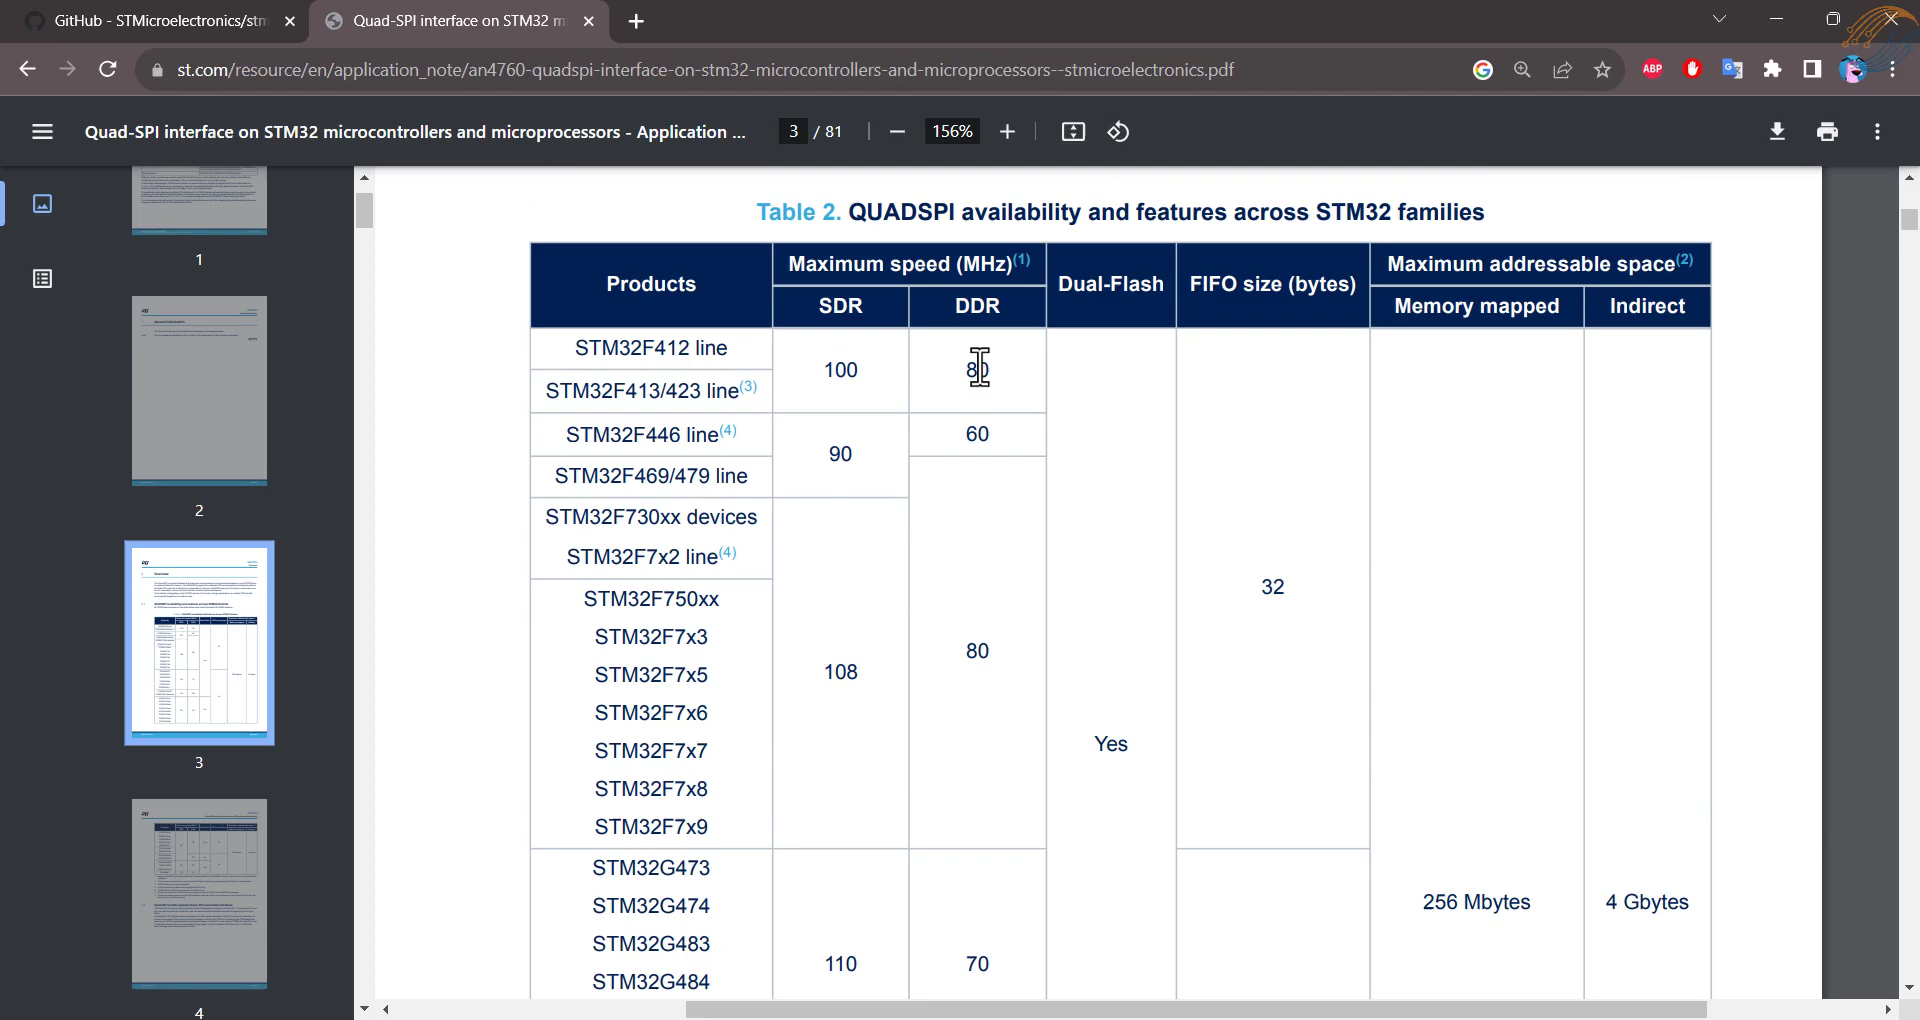 GitHub - STMicroelectronics/stm
Quad-SPI interface on STM32 m
st.com/resource/en/application_note/an4760-quadspi-interface-on-stm32-microcontrollers-and-microprocessors--stmicroelectronics.pdf
ABP
Quad-SPI interface on STM32 microcontrollers and microprocessors - Application ...
3 / 81
156%
1
2
3
4
Table 2. QUADSPI availability and features across STM32 families
Products
Maximum speed (MHz)(1)
Dual-Flash
FIFO size (bytes)
Maximum addressable space(2)
SDR
DDR
Memory mapped
Indirect
STM32F412 line
100
80
STM32F413/423 line(3)
STM32F446 line(4)
60
90
STM32F469/479 line
STM32F730xx devices
STM32F7x2 line(4)
32
STM32F750xx
STM32F7x3
80
STM32F7x5
108
STM32F7x6
Yes
STM32F7x7
STM32F7x8
STM32F7x9
STM32G473
256 Mbytes
4 Gbytes
STM32G474
STM32G483
110
70
STM32G484